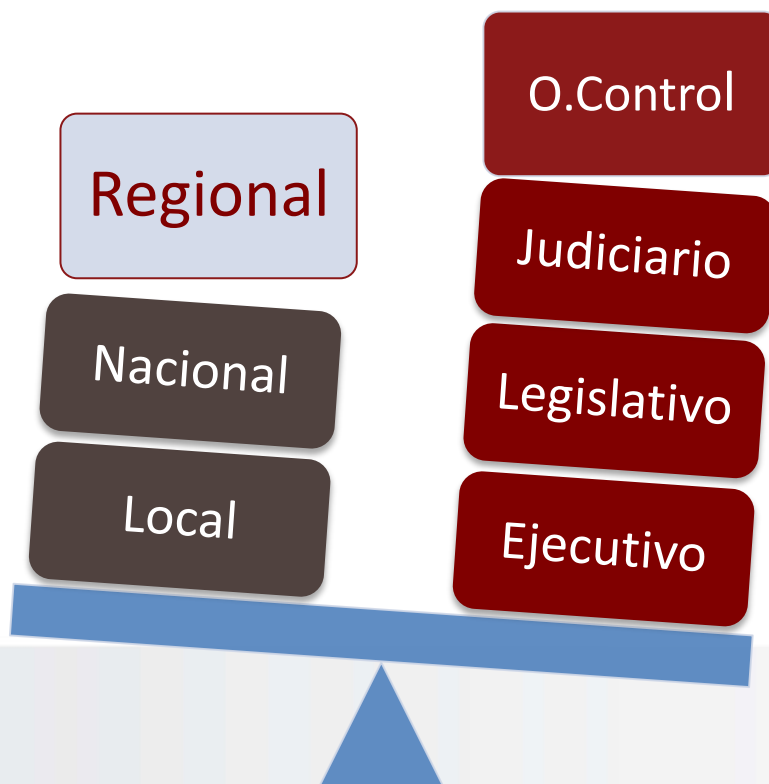 Regional
Nacional
Local
O.Control
Judiciario
Legislativo
Ejecutivo